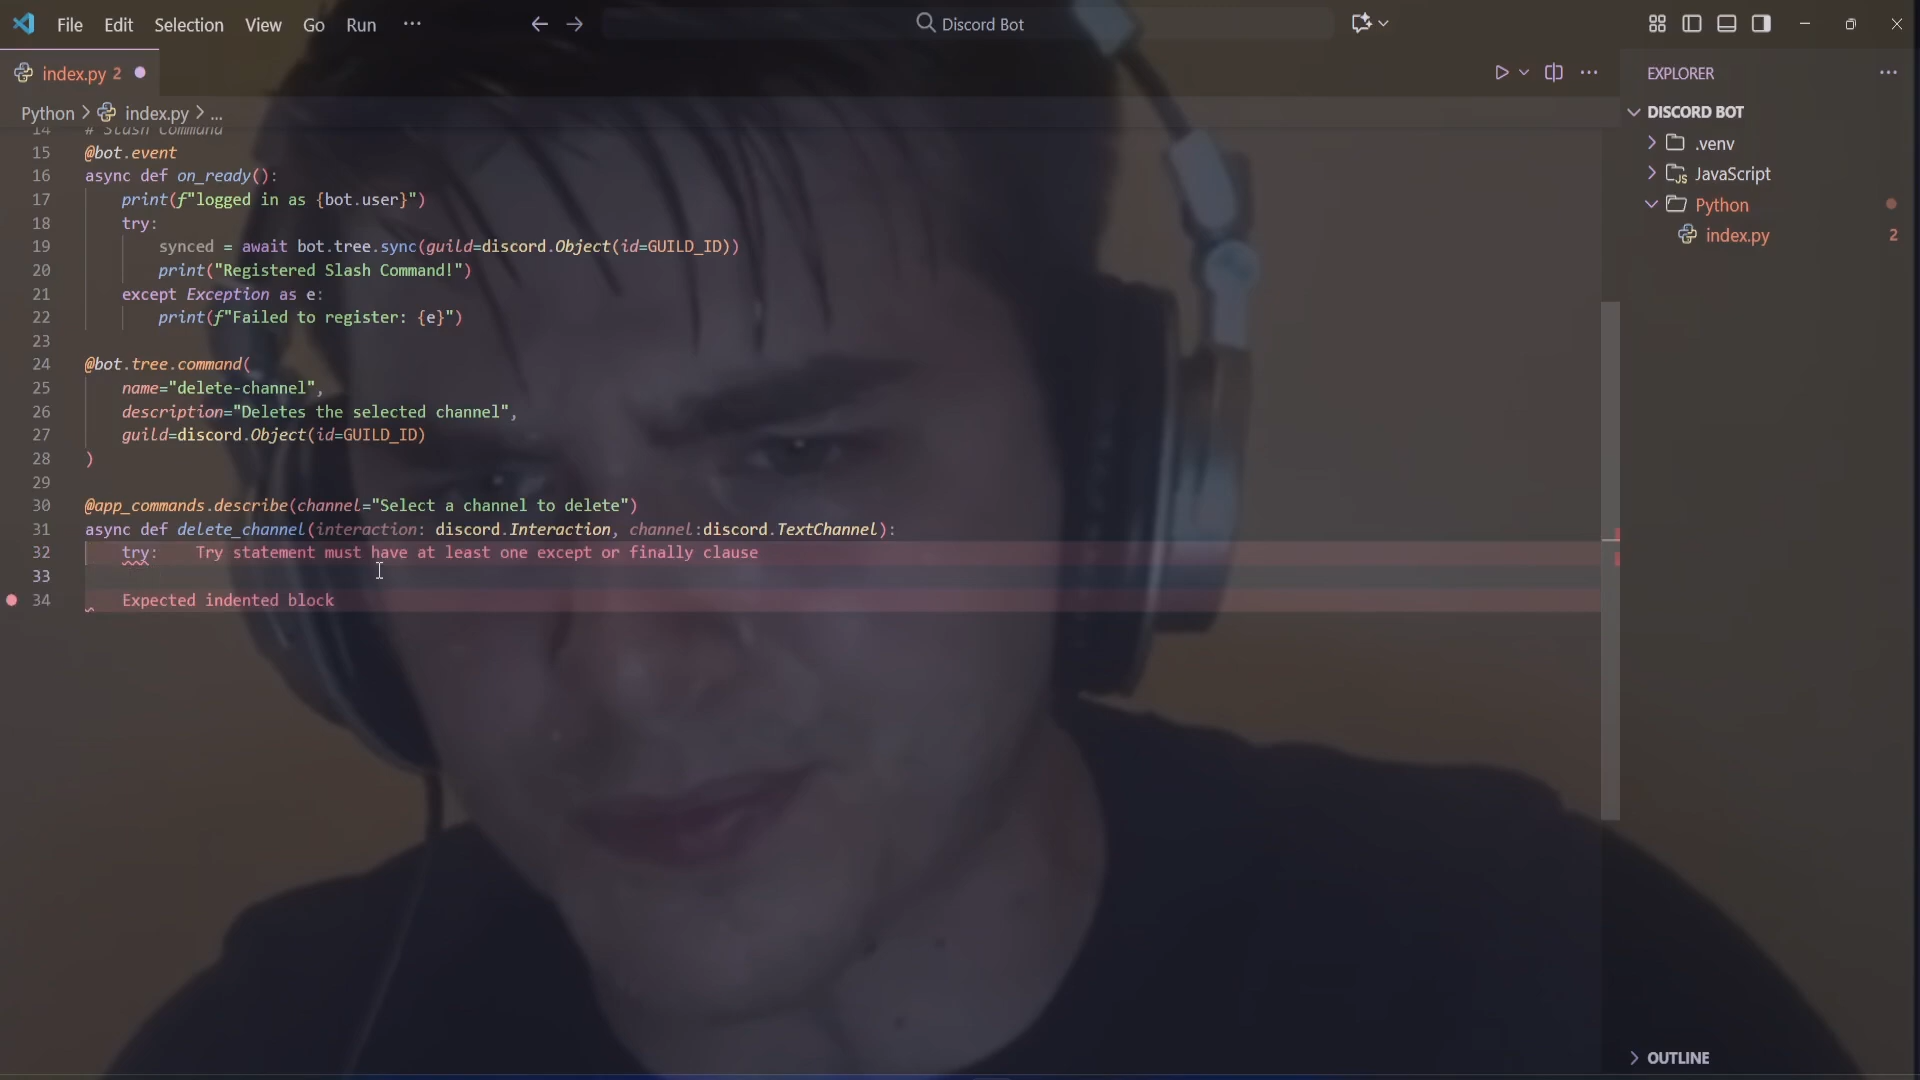 File Edit Selection View Go Run ··· Discord Bot
index.py 2
Python > index.py > ...
14 # Slash Command
15 @bot.event
16 async def on_ready():
17 print(f"logged in as {bot.user}")
18 try:
19 synced = await bot.tree.sync(guild=discord.Object(id=GUILD_ID))
20 print("Registered Slash Command!")
21 except Exception as e:
22 print(f"Failed to register: {e}")
23
24 @bot.tree.command(
25 name="delete-channel",
26 description="Deletes the selected channel",
27 guild=discord.Object(id=GUILD_ID)
28 )
29
30 @app_commands.describe(channel="Select a channel to delete")
31 async def delete_channel(interaction: discord.Interaction, channel:discord.TextChannel):
32 try: Try statement must have at least one except or finally clause
33
34 Expected indented block
EXPLORER
DISCORD BOT
.venv
JavaScript
Python
index.py 2
OUTLINE